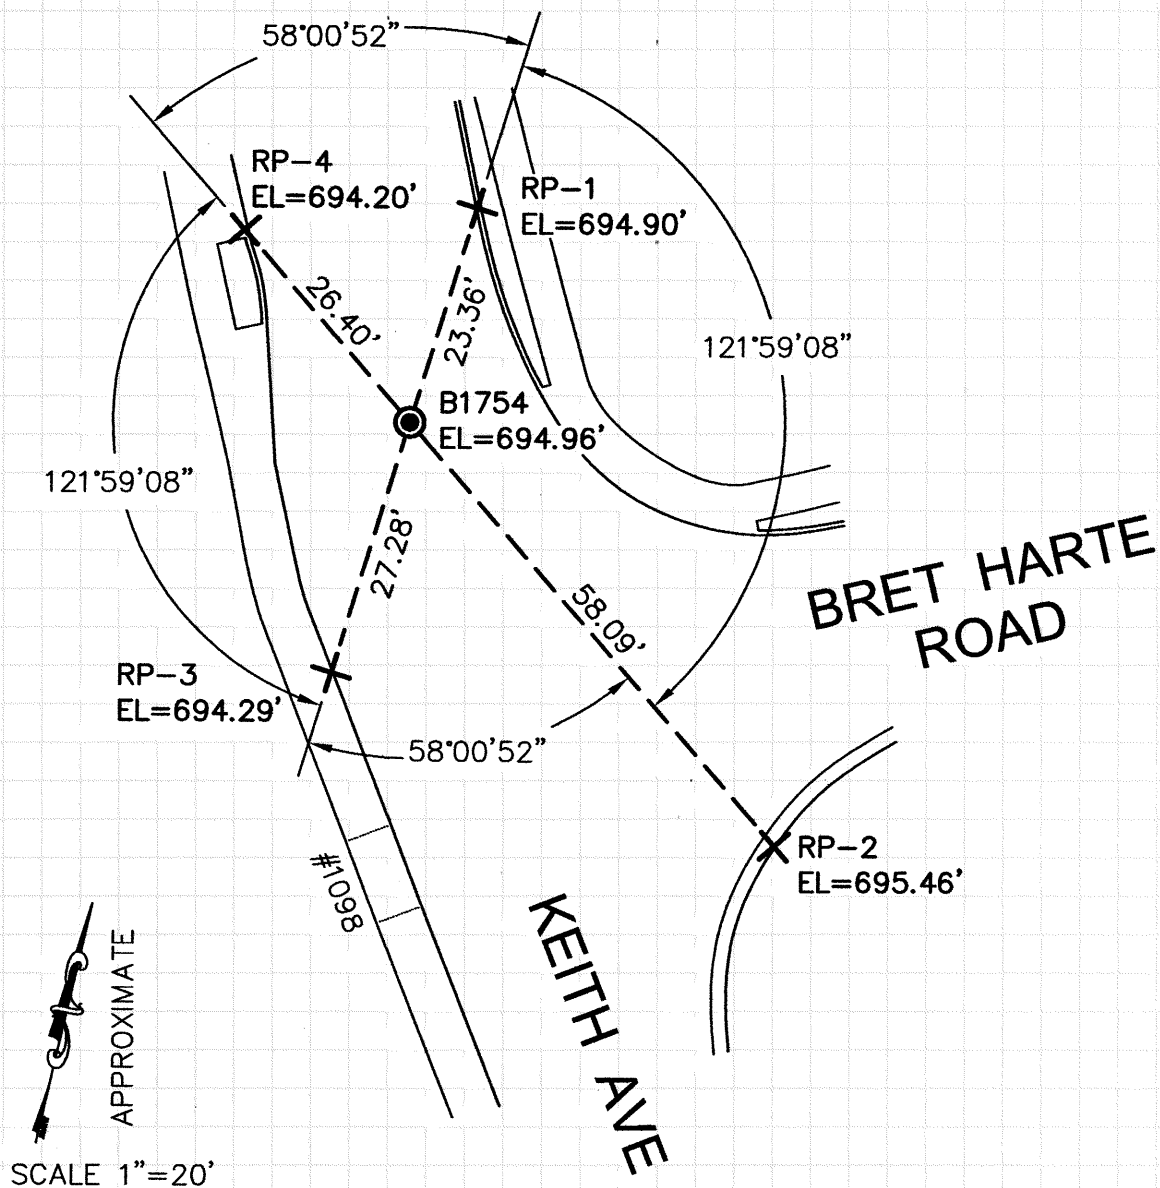 58°00'52"
RP-4
EL=694.20'
RP-1
EL=694.90'
26.40'
23.36'
121°59'08"
B1754
EL=694.96'
121°59'08"
27.28'
58.09'
BRET HARTE
ROAD
RP-3
EL=694.29'
58°00'52"
RP-2
EL=695.46'
#1098
KEITH AVE
APPROXIMATE
SCALE 1"=20'